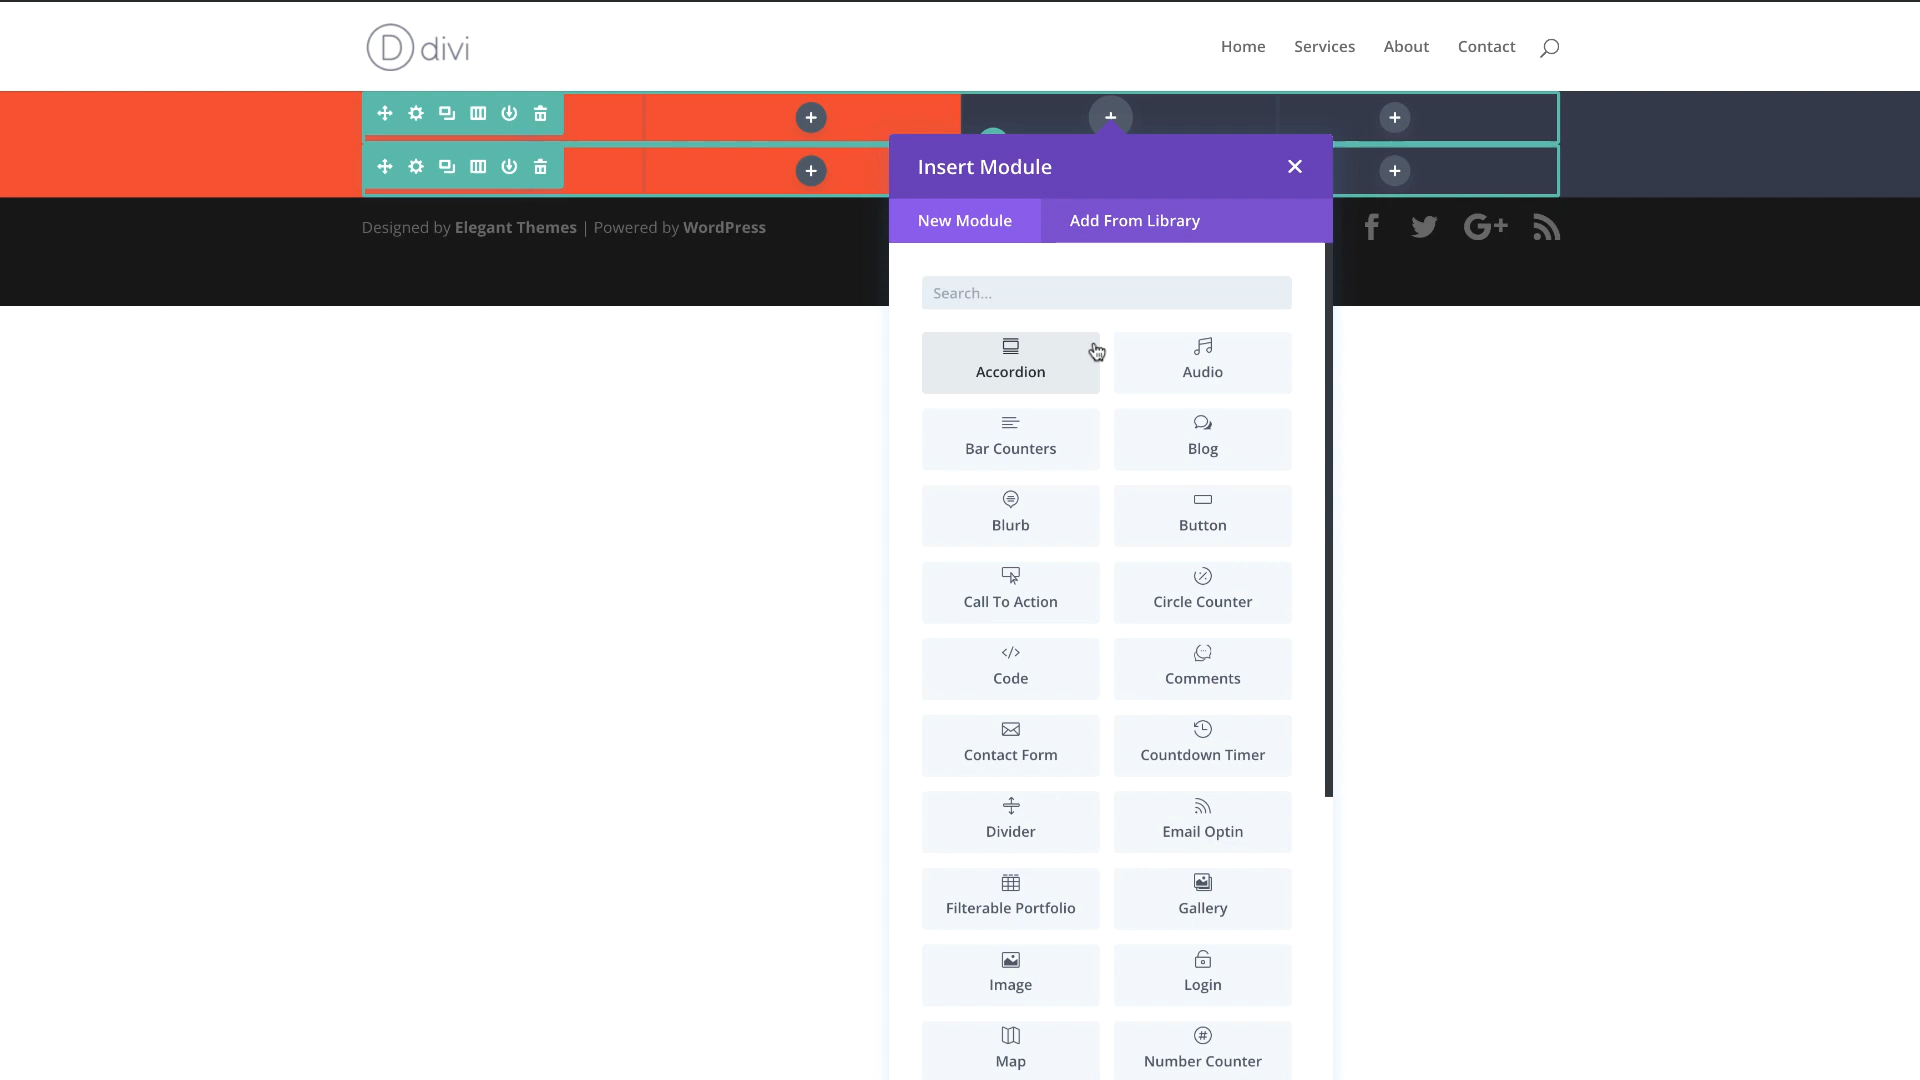 D divi
Home Services About Contact
Insert Module
New Module Add From Library
Designed by Elegant Themes | Powered by WordPress
Search...
Accordion Audio
Bar Counters Blog
Blurb Button
Call To Action Circle Counter
Code Comments
Contact Form Countdown Timer
Divider Email Optin
Filterable Portfolio Gallery
Image Login
Map Number Counter